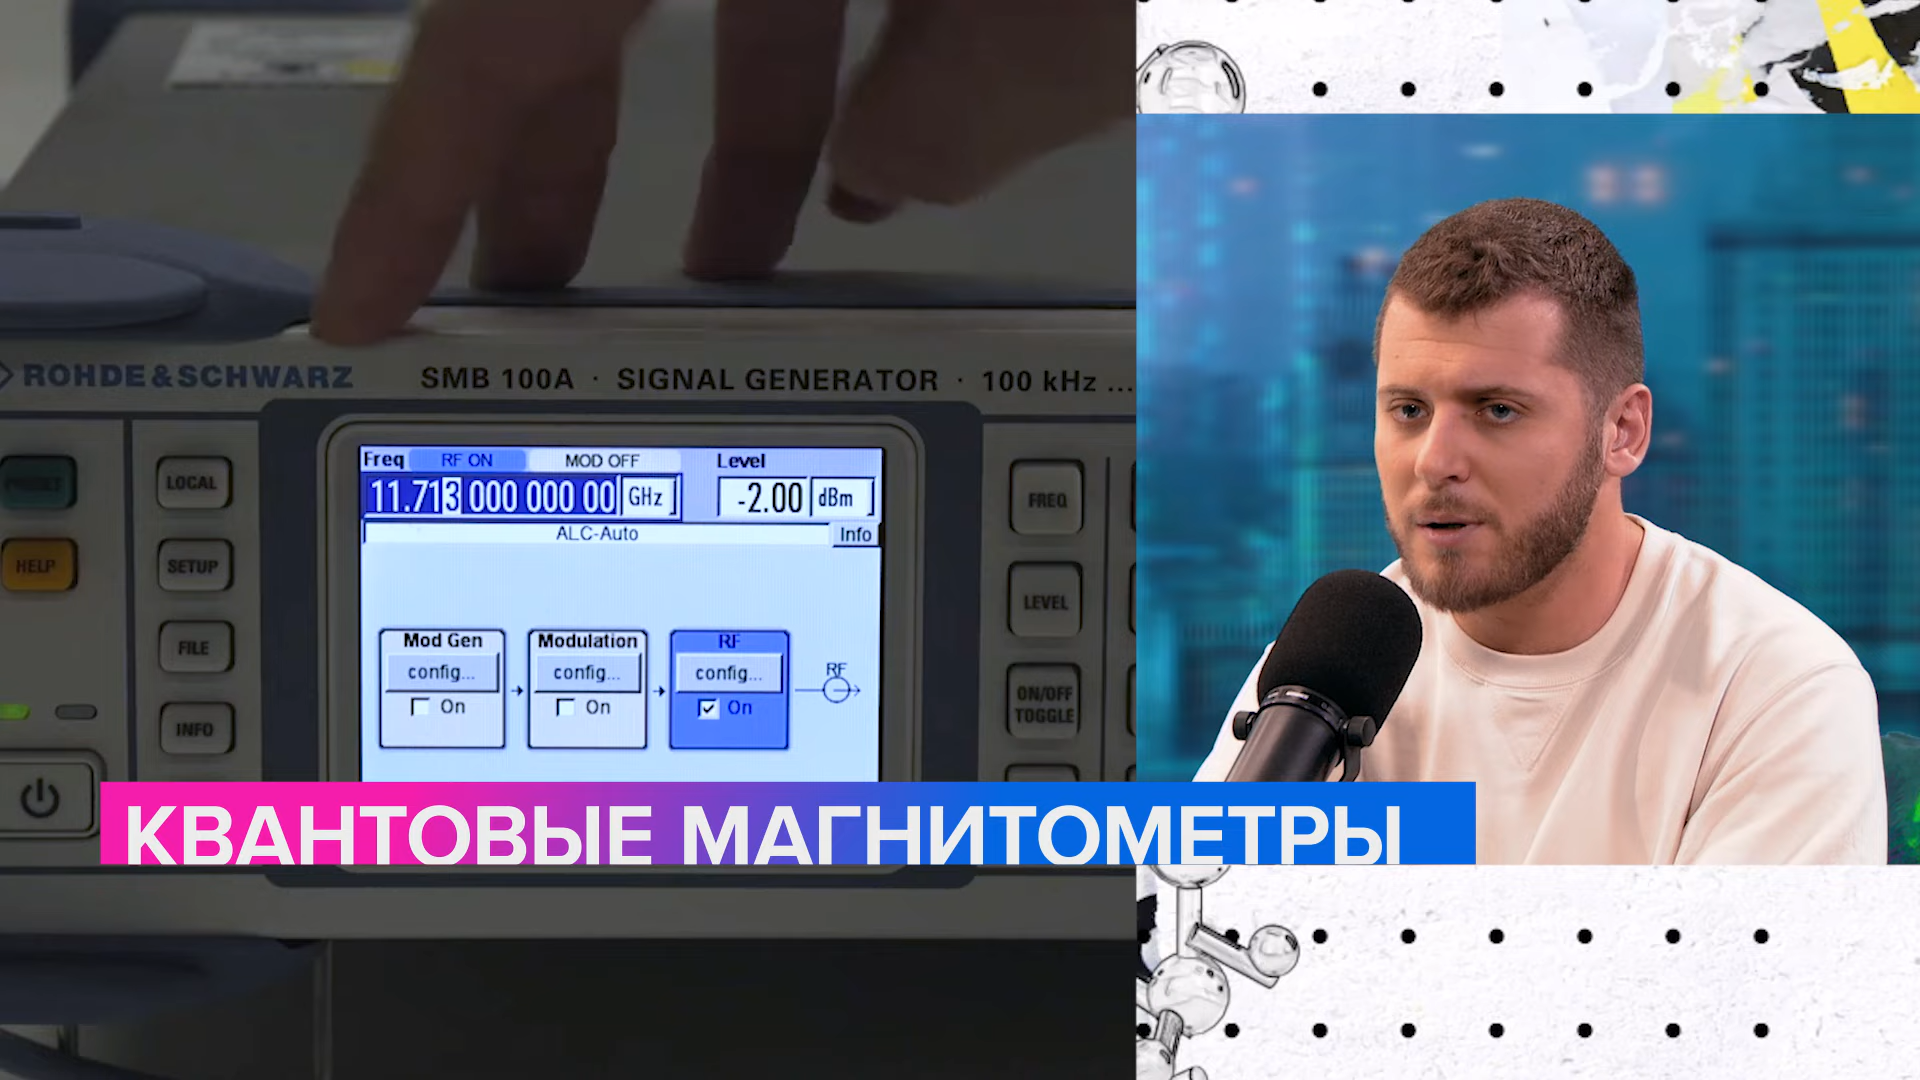 ROHDE&SCHWARZ SMB 100A · SIGNAL GENERATOR · 100 kHz ...
Freq RF ON MOD OFF Level
11.713 000 000 00 GHz -2.00 dBm
ALC-Auto Info
LOCAL
FREQ
HELP
SETUP
LEVEL
Mod Gen Modulation RF
config... config... config... RF
On On On
FILE
ON/OFF
TOGGLE
INFO
КВАНТОВЫЕ МАГНИТОМЕТРЫ